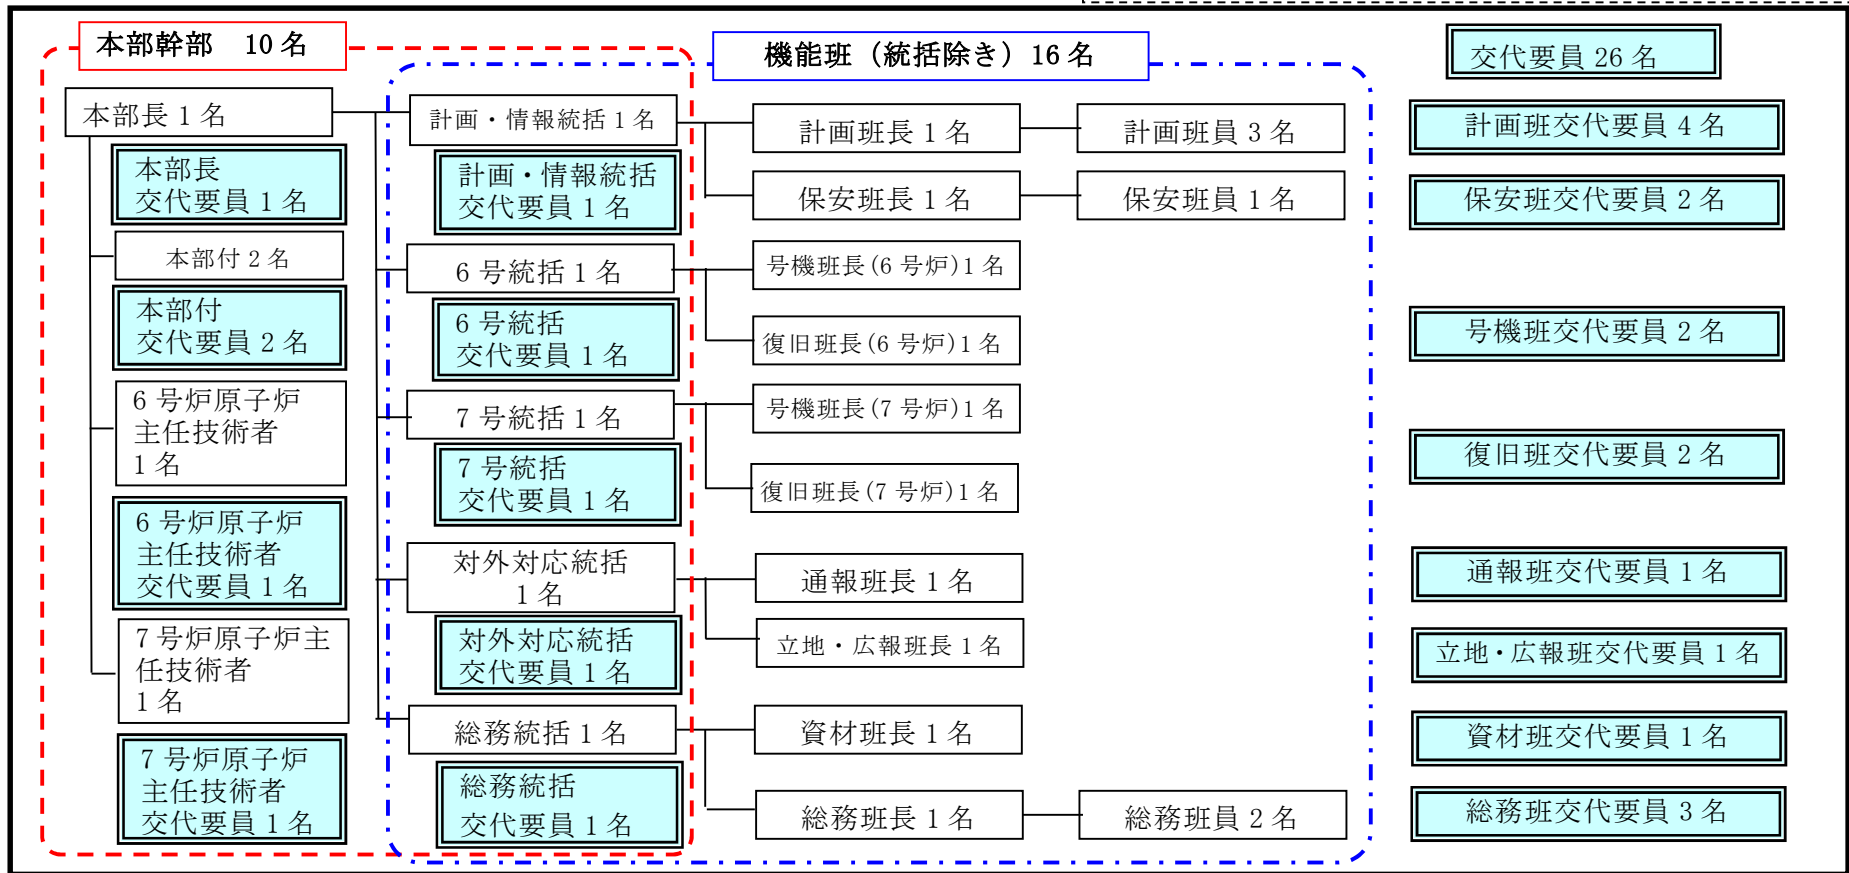 本部幹部　10 名
機能班（統括除き）16 名
交代要員 26 名
本部長 1 名
本部長
交代要員 1 名
本部付 2 名
本部付
交代要員 2 名
6 号炉原子炉
主任技術者
1 名
6 号炉原子炉
主任技術者
交代要員 1 名
7 号炉原子炉主
任技術者
1 名
7 号炉原子炉
主任技術者
交代要員 1 名
計画・情報統括 1 名
計画・情報統括
交代要員 1 名
6 号統括 1 名
6 号統括
交代要員 1 名
7 号統括 1 名
7 号統括
交代要員 1 名
対外対応統括
1 名
対外対応統括
交代要員 1 名
総務統括 1 名
総務統括
交代要員 1 名
計画班長 1 名
計画班員 3 名
保安班長 1 名
保安班員 1 名
号機班長(6 号炉)1 名
復旧班長(6 号炉)1 名
号機班長(7 号炉)1 名
復旧班長(7 号炉)1 名
通報班長 1 名
立地・広報班長 1 名
資材班長 1 名
総務班長 1 名
総務班員 2 名
計画班交代要員 4 名
保安班交代要員 2 名
号機班交代要員 2 名
復旧班交代要員 2 名
通報班交代要員 1 名
立地・広報班交代要員 1 名
資材班交代要員 1 名
総務班交代要員 3 名